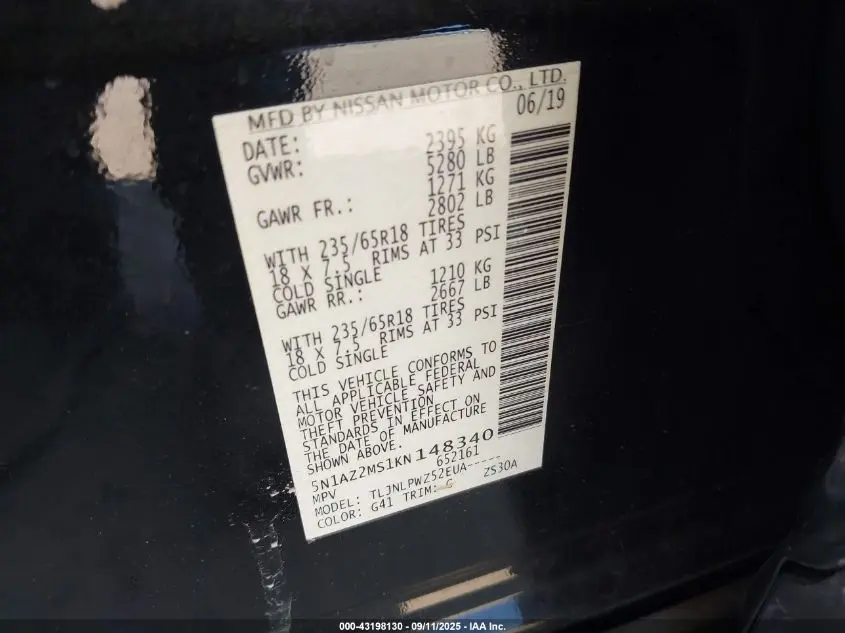 MFD BY NISSAN MOTOR CO., LTD.
DATE: 06/19
GVWR: 2395 KG
5280 LB
GAWR FR.: 1271 KG
2802 LB
WITH 235/65R18 TIRES
18 X 7.5 RIMS AT 33 PSI
COLD SINGLE
GAWR RR.: 1210 KG
2667 LB
WITH 235/65R18 TIRES
18 X 7.5 RIMS AT 33 PSI
COLD SINGLE
THIS VEHICLE CONFORMS TO
ALL APPLICABLE FEDERAL
MOTOR VEHICLE SAFETY AND
THEFT PREVENTION
STANDARDS IN EFFECT ON
THE DATE OF MANUFACTURE
SHOWN ABOVE.
5N1AZ2MS1KN148340
MPV 652161
MODEL: TLJNLPWZ52EUA-----
COLOR: G41 TRIM: G ZS30A
000-43198130 - 09/11/2025 - IAA Inc.